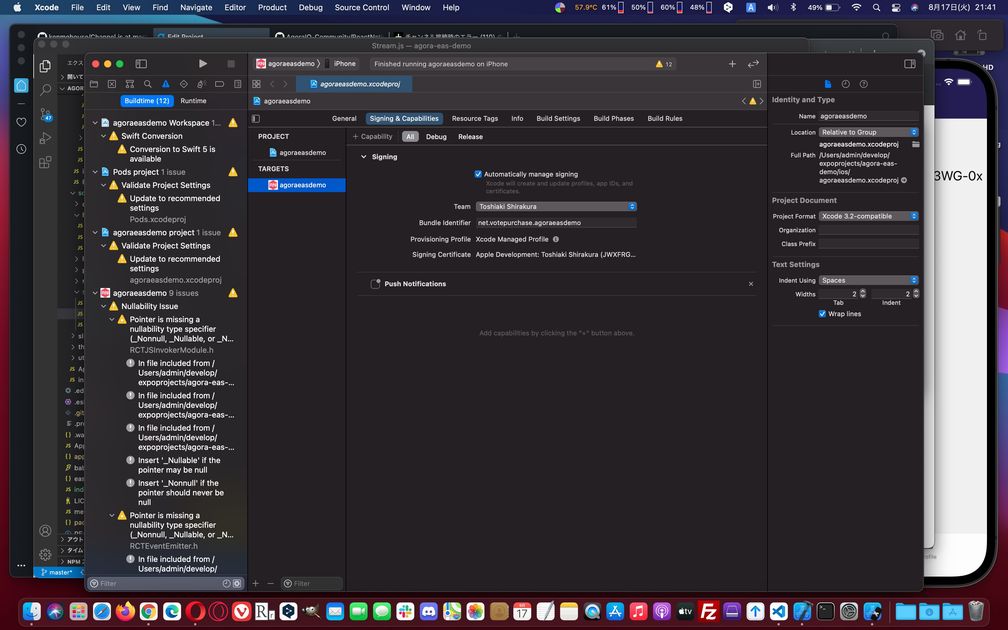 Xcode File Edit View Find Navigate Editor Product Debug Source Control Window Help
57.9°C 61% 50% 60% 48% A 49% 8月17日(火) 21:41
Edit Project
Stream.js — agora-eas-demo
agoraeasdemo 〉 iPhone
Finished running agoraeasdemo on iPhone
12
Buildtime (12) Runtime
agoraeasdemo Workspace 1...
Swift Conversion
Conversion to Swift 5 is
available
Pods project 1 issue
Validate Project Settings
Update to recommended
settings
Pods.xcodeproj
agoraeasdemo project 1 issue
Validate Project Settings
Update to recommended
settings
agoraeasdemo.xcodeproj
agoraeasdemo 9 issues
Nullability Issue
Pointer is missing a
nullability type specifier
(_Nonnull, _Nullable, or _N...
RCTJSInvokerModule.h
In file included from /
Users/admin/develop/
expoprojects/agora-eas-...
In file included from /
Users/admin/develop/
expoprojects/agora-eas-...
In file included from /
Users/admin/develop/
expoprojects/agora-eas-...
Insert '_Nullable' if the
pointer may be null
Insert '_Nonnull' if the
pointer should never be
null
Pointer is missing a
nullability type specifier
(_Nonnull, _Nullable, or _N...
RCTEventEmitter.h
In file included from /
Users/admin/develop/
Filter
agoraeasdemo.xcodeproj
agoraeasdemo
General Signing & Capabilities Resource Tags Info Build Settings Build Phases Build Rules
PROJECT
agoraeasdemo
TARGETS
agoraeasdemo
Filter
+ Capability All Debug Release
Signing
Automatically manage signing
Xcode will create and update profiles, app IDs, and
certificates.
Team Toshiaki Shirakura
Bundle Identifier net.votepurchase.agoraeasdemo
Provisioning Profile Xcode Managed Profile
Signing Certificate Apple Development: Toshiaki Shirakura (JWXFRG...
Push Notifications
Add capabilities by clicking the "+" button above.
Identity and Type
Name agoraeasdemo
Location Relative to Group
agoraeasdemo.xcodeproj
Full Path /Users/admin/develop/
expoprojects/agora-eas-
demo/ios/
agoraeasdemo.xcodeproj
Project Document
Project Format Xcode 3.2-compatible
Organization
Class Prefix
Text Settings
Indent Using Spaces
Widths 2 2
Tab Indent
Wrap lines
3WG-0x
47
master*
17